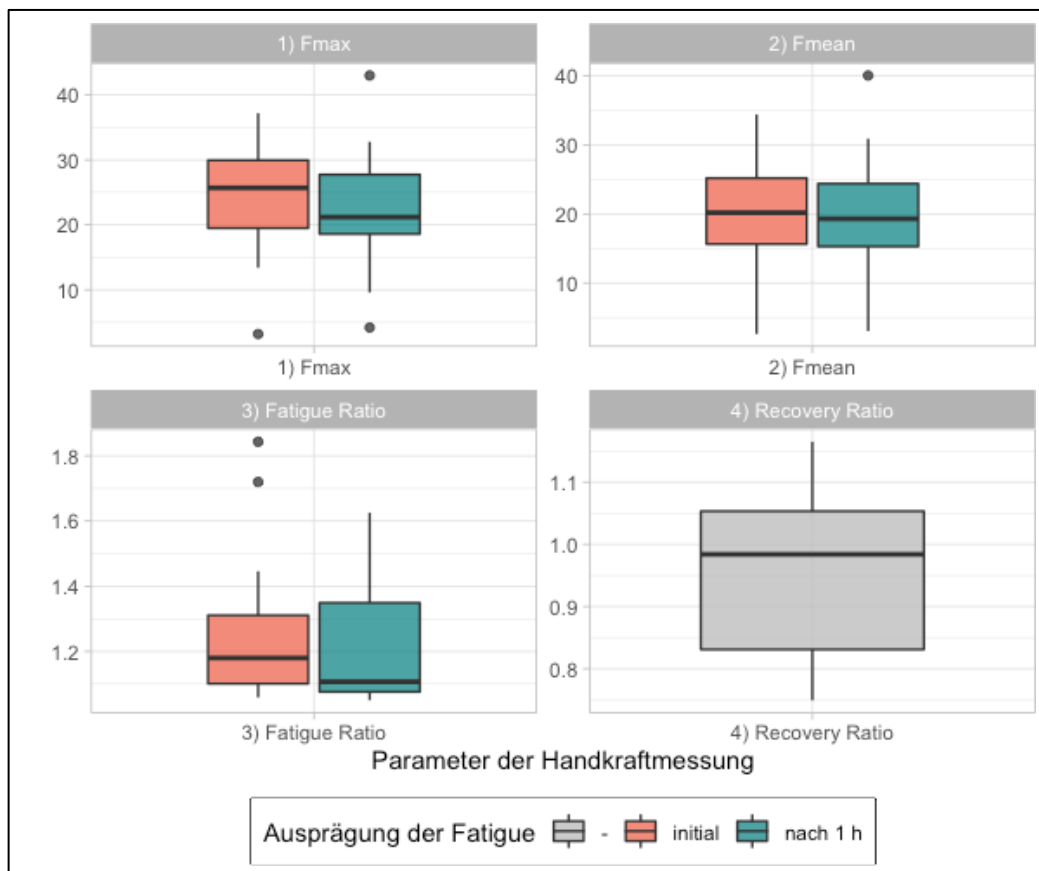 1) Fmax
2) Fmean
40
30
20
10
40
30
20
10
1) Fmax
2) Fmean
3) Fatigue Ratio
4) Recovery Ratio
1.8
1.6
1.4
1.2
1.1
1.0
0.9
0.8
3) Fatigue Ratio
4) Recovery Ratio
Parameter der Handkraftmessung
Ausprägung der Fatigue - initial nach 1 h